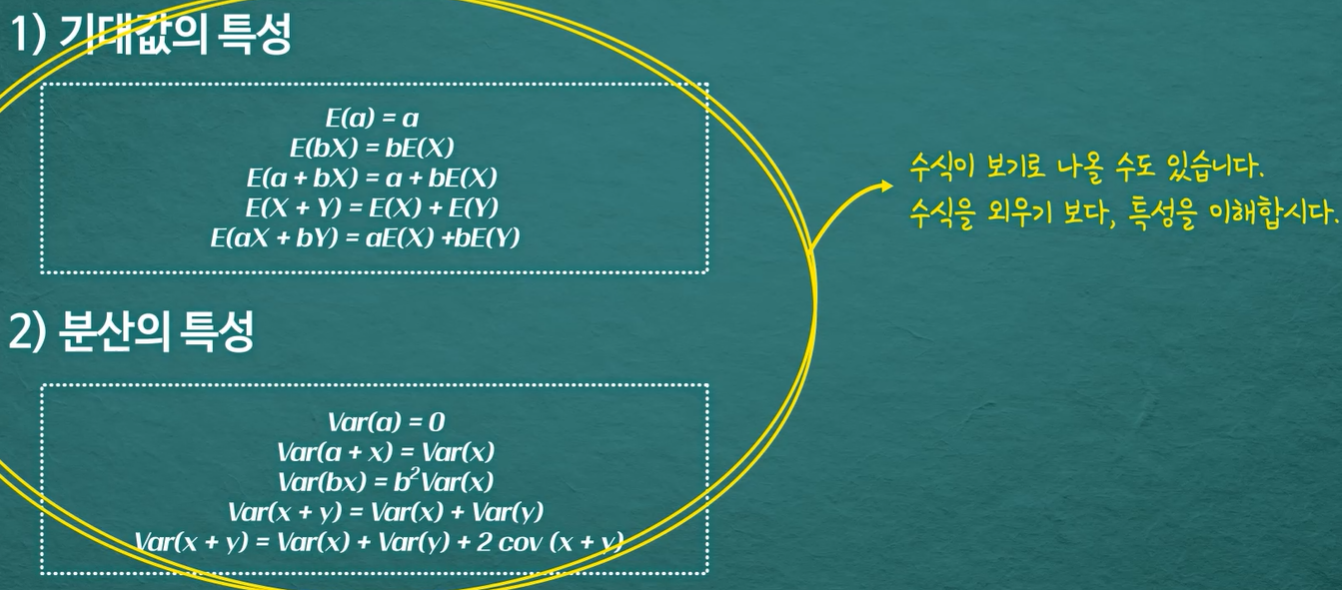 1) 기대값의 특성
E(a) = a
E(bX) = bE(X)
E(a + bX) = a + bE(X)
E(X + Y) = E(X) + E(Y)
E(aX + bY) = aE(X) +bE(Y)
수식이 보기로 나올 수도 있습니다.
수식을 외우기 보다, 특성을 이해합시다.
2) 분산의 특성
Var(a) = 0
Var(a + x) = Var(x)
Var(bx) = b²Var(x)
Var(x + y) = Var(x) + Var(y)
Var(x + y) = Var(x) + Var(y) + 2 cov (x + y)